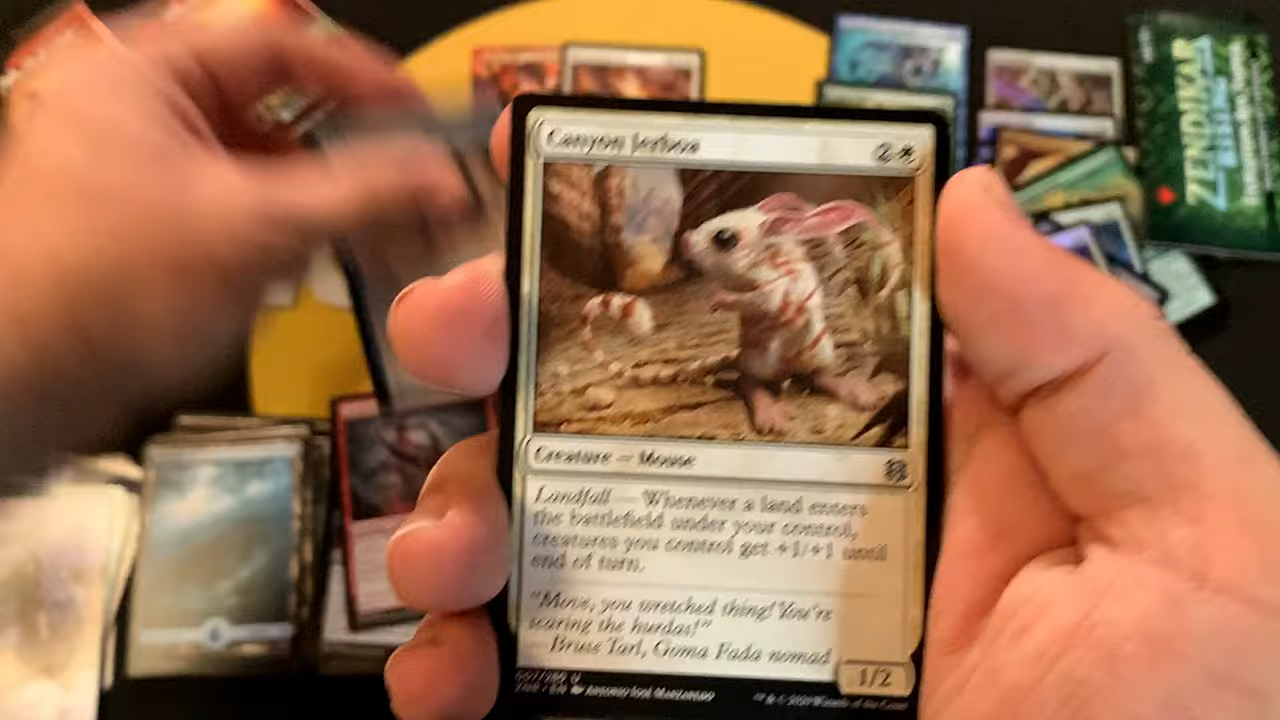 Canyon Jerboa
2
ZENDIKAR
Creature — Mouse
Landfall — Whenever a land enters
the battlefield under your control,
creatures you control get +1/+1 until
end of turn.
"Move, you wretched thing! You're
scaring the hurdas!"
Bruse Tarl, Goma Fada nomad
1/2